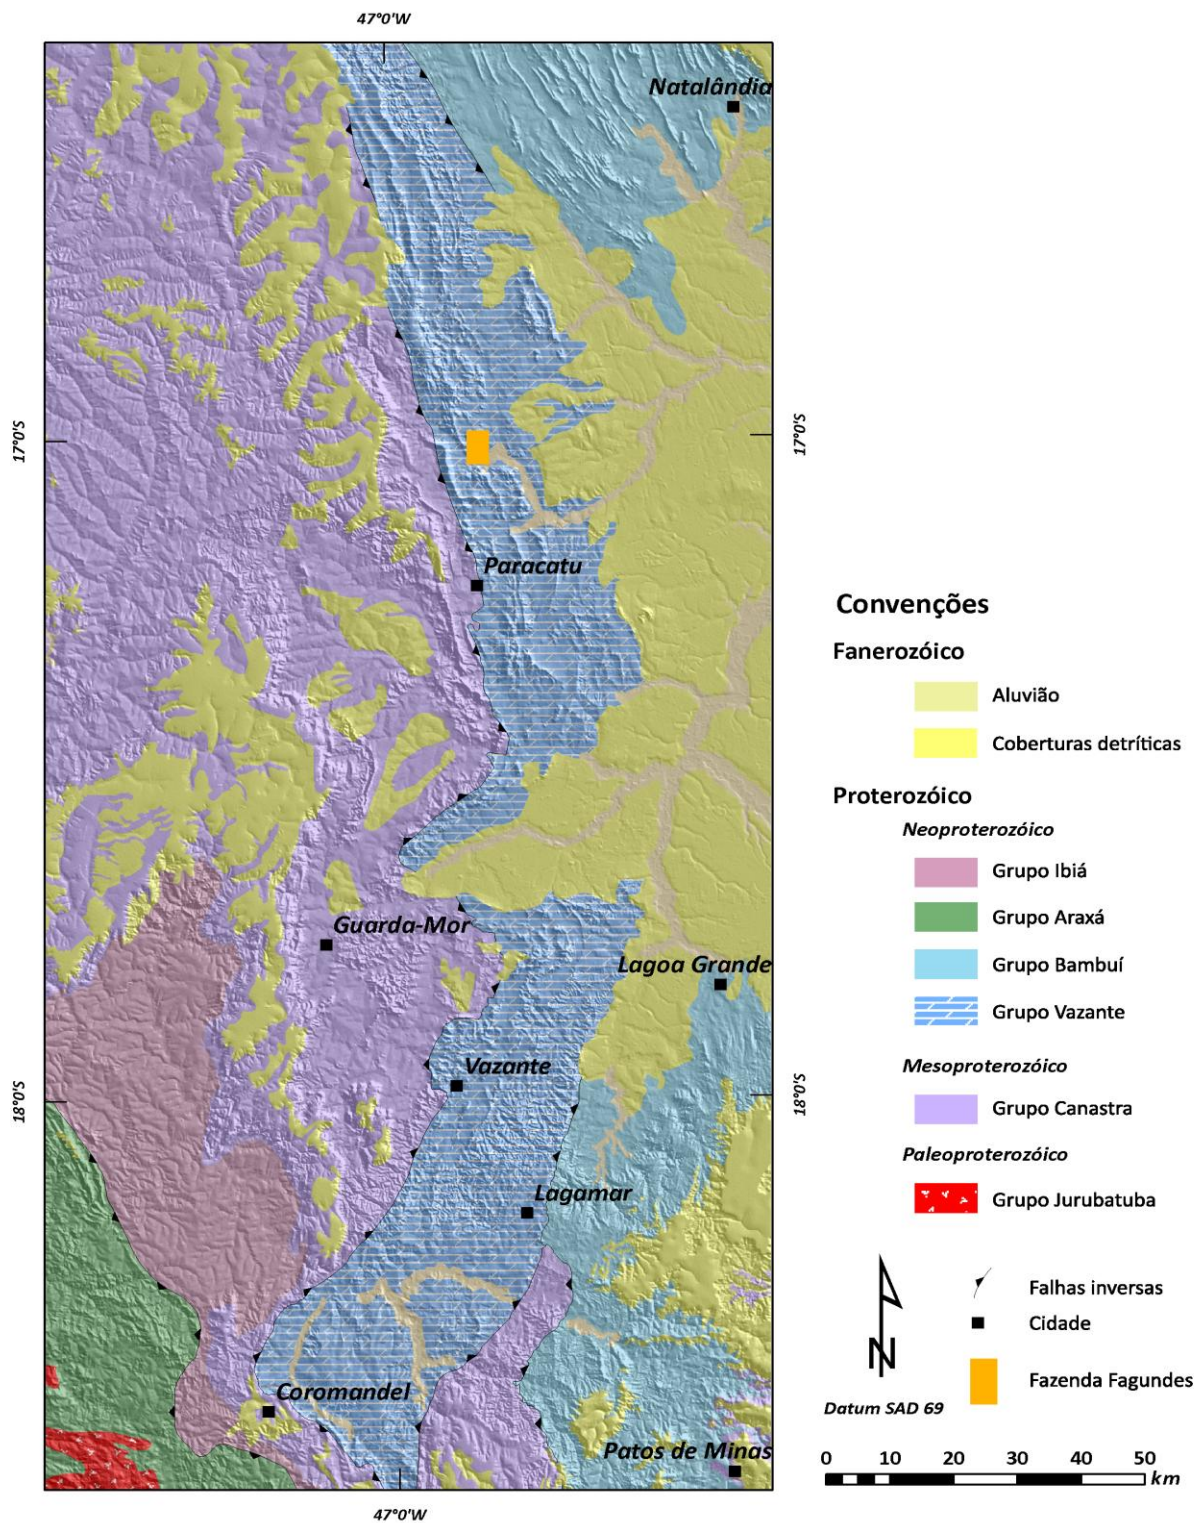 47°0'W
Natalândia
17°0'S
17°0'S
Paracatu
Guarda-Mor
Lagoa Grande
Vazante
18°0'S
18°0'S
Lagamar
Coromandel
Patos de Minas
47°0'W
Convenções
Fanerozóico
Aluvião
Coberturas detríticas
Proterozóico
Neoproterozóico
Grupo Ibiá
Grupo Araxá
Grupo Bambuí
Grupo Vazante
Mesoproterozóico
Grupo Canastra
Paleoproterozóico
Grupo Jurubatuba
N
Falhas inversas
Cidade
Fazenda Fagundes
Datum SAD 69
0 10 20 30 40 50
km